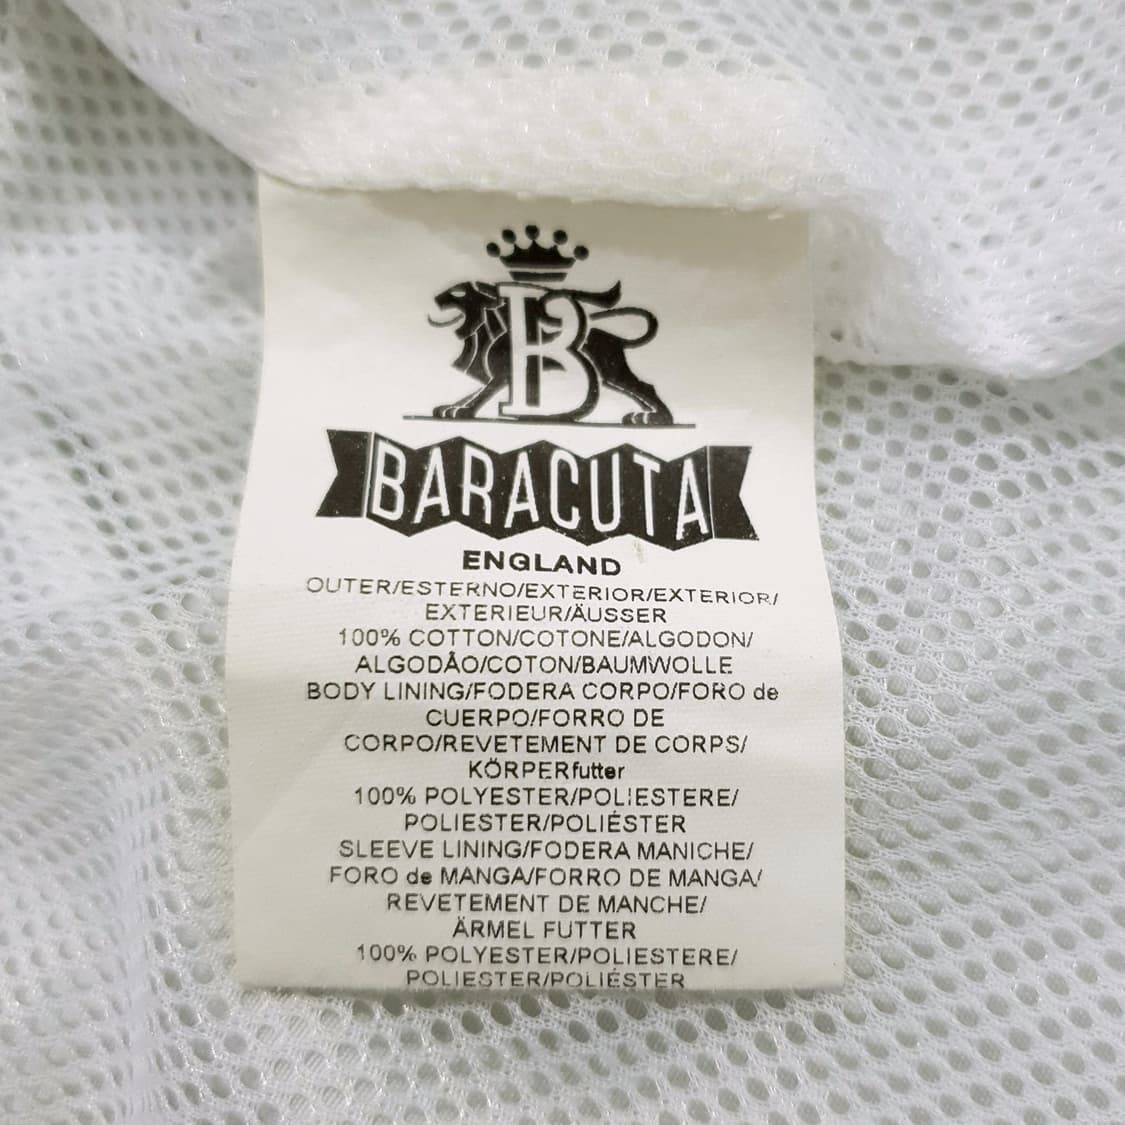 B
BARACUTA
ENGLAND
OUTER/ESTERNO/EXTERIOR/EXTERIOR/
EXTERIEUR/ÄUSSER
100% COTTON/COTONE/ALGODON/
ALGODÂO/COTON/BAUMWOLLE
BODY LINING/FODERA CORPO/FORO de
CUERPO/FORRO DE
CORPO/REVETEMENT DE CORPS/
KÖRPERfutter
100% POLYESTER/POLIESTERE/
POLIESTER/POLIÉSTER
SLEEVE LINING/FODERA MANICHE/
FORO de MANGA/FORRO DE MANGA/
REVETEMENT DE MANCHE/
ÄRMEL FUTTER
100% POLYESTER/POLIESTERE/
POLIESTER/POLIÉSTER